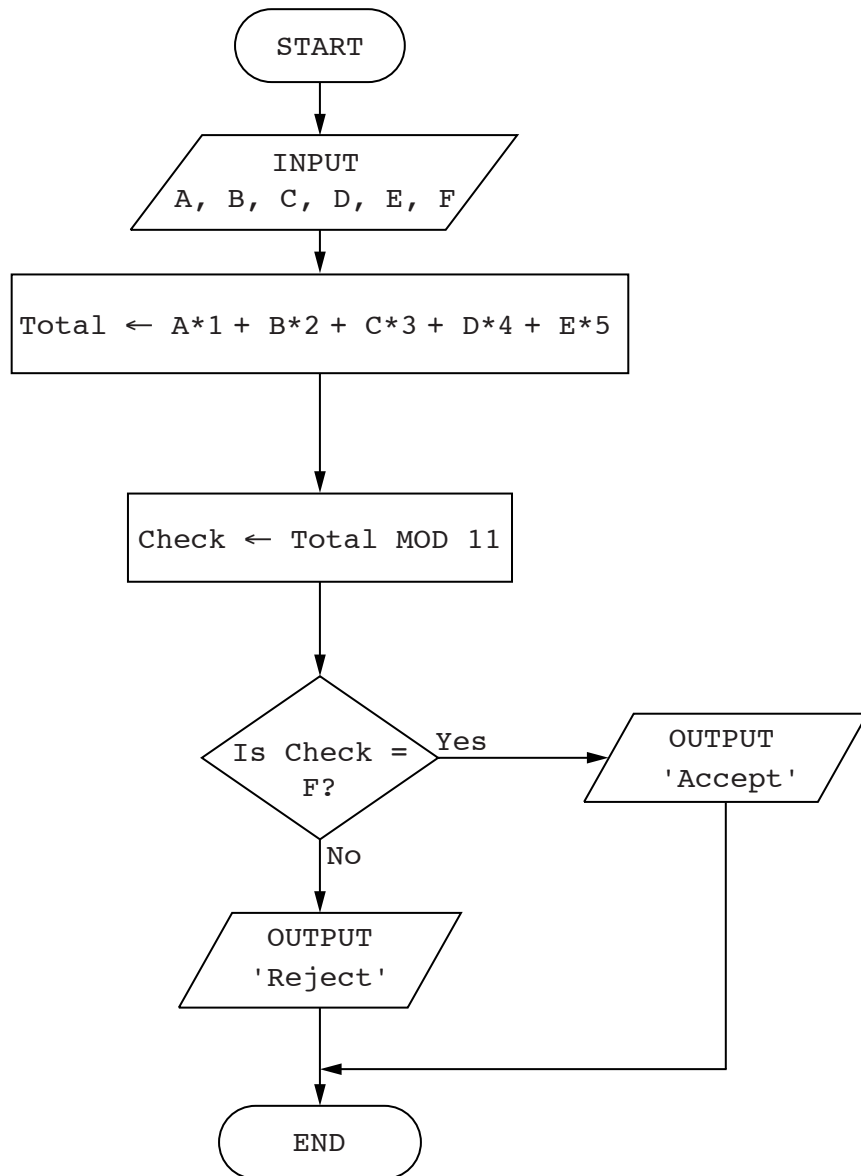 START
INPUT
A, B, C, D, E, F
Total ← A*1 + B*2 + C*3 + D*4 + E*5
Check ← Total MOD 11
Is Check =
F?
Yes
OUTPUT
'Accept'
No
OUTPUT
'Reject'
END